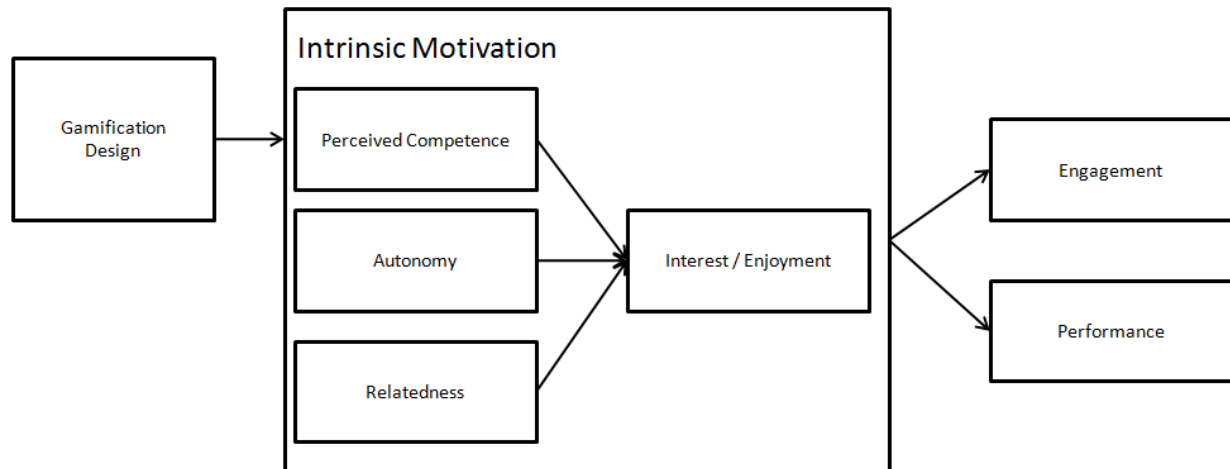 Intrinsic Motivation
Gamification
Design
Perceived Competence
Autonomy
Relatedness
Interest / Enjoyment
Engagement
Performance